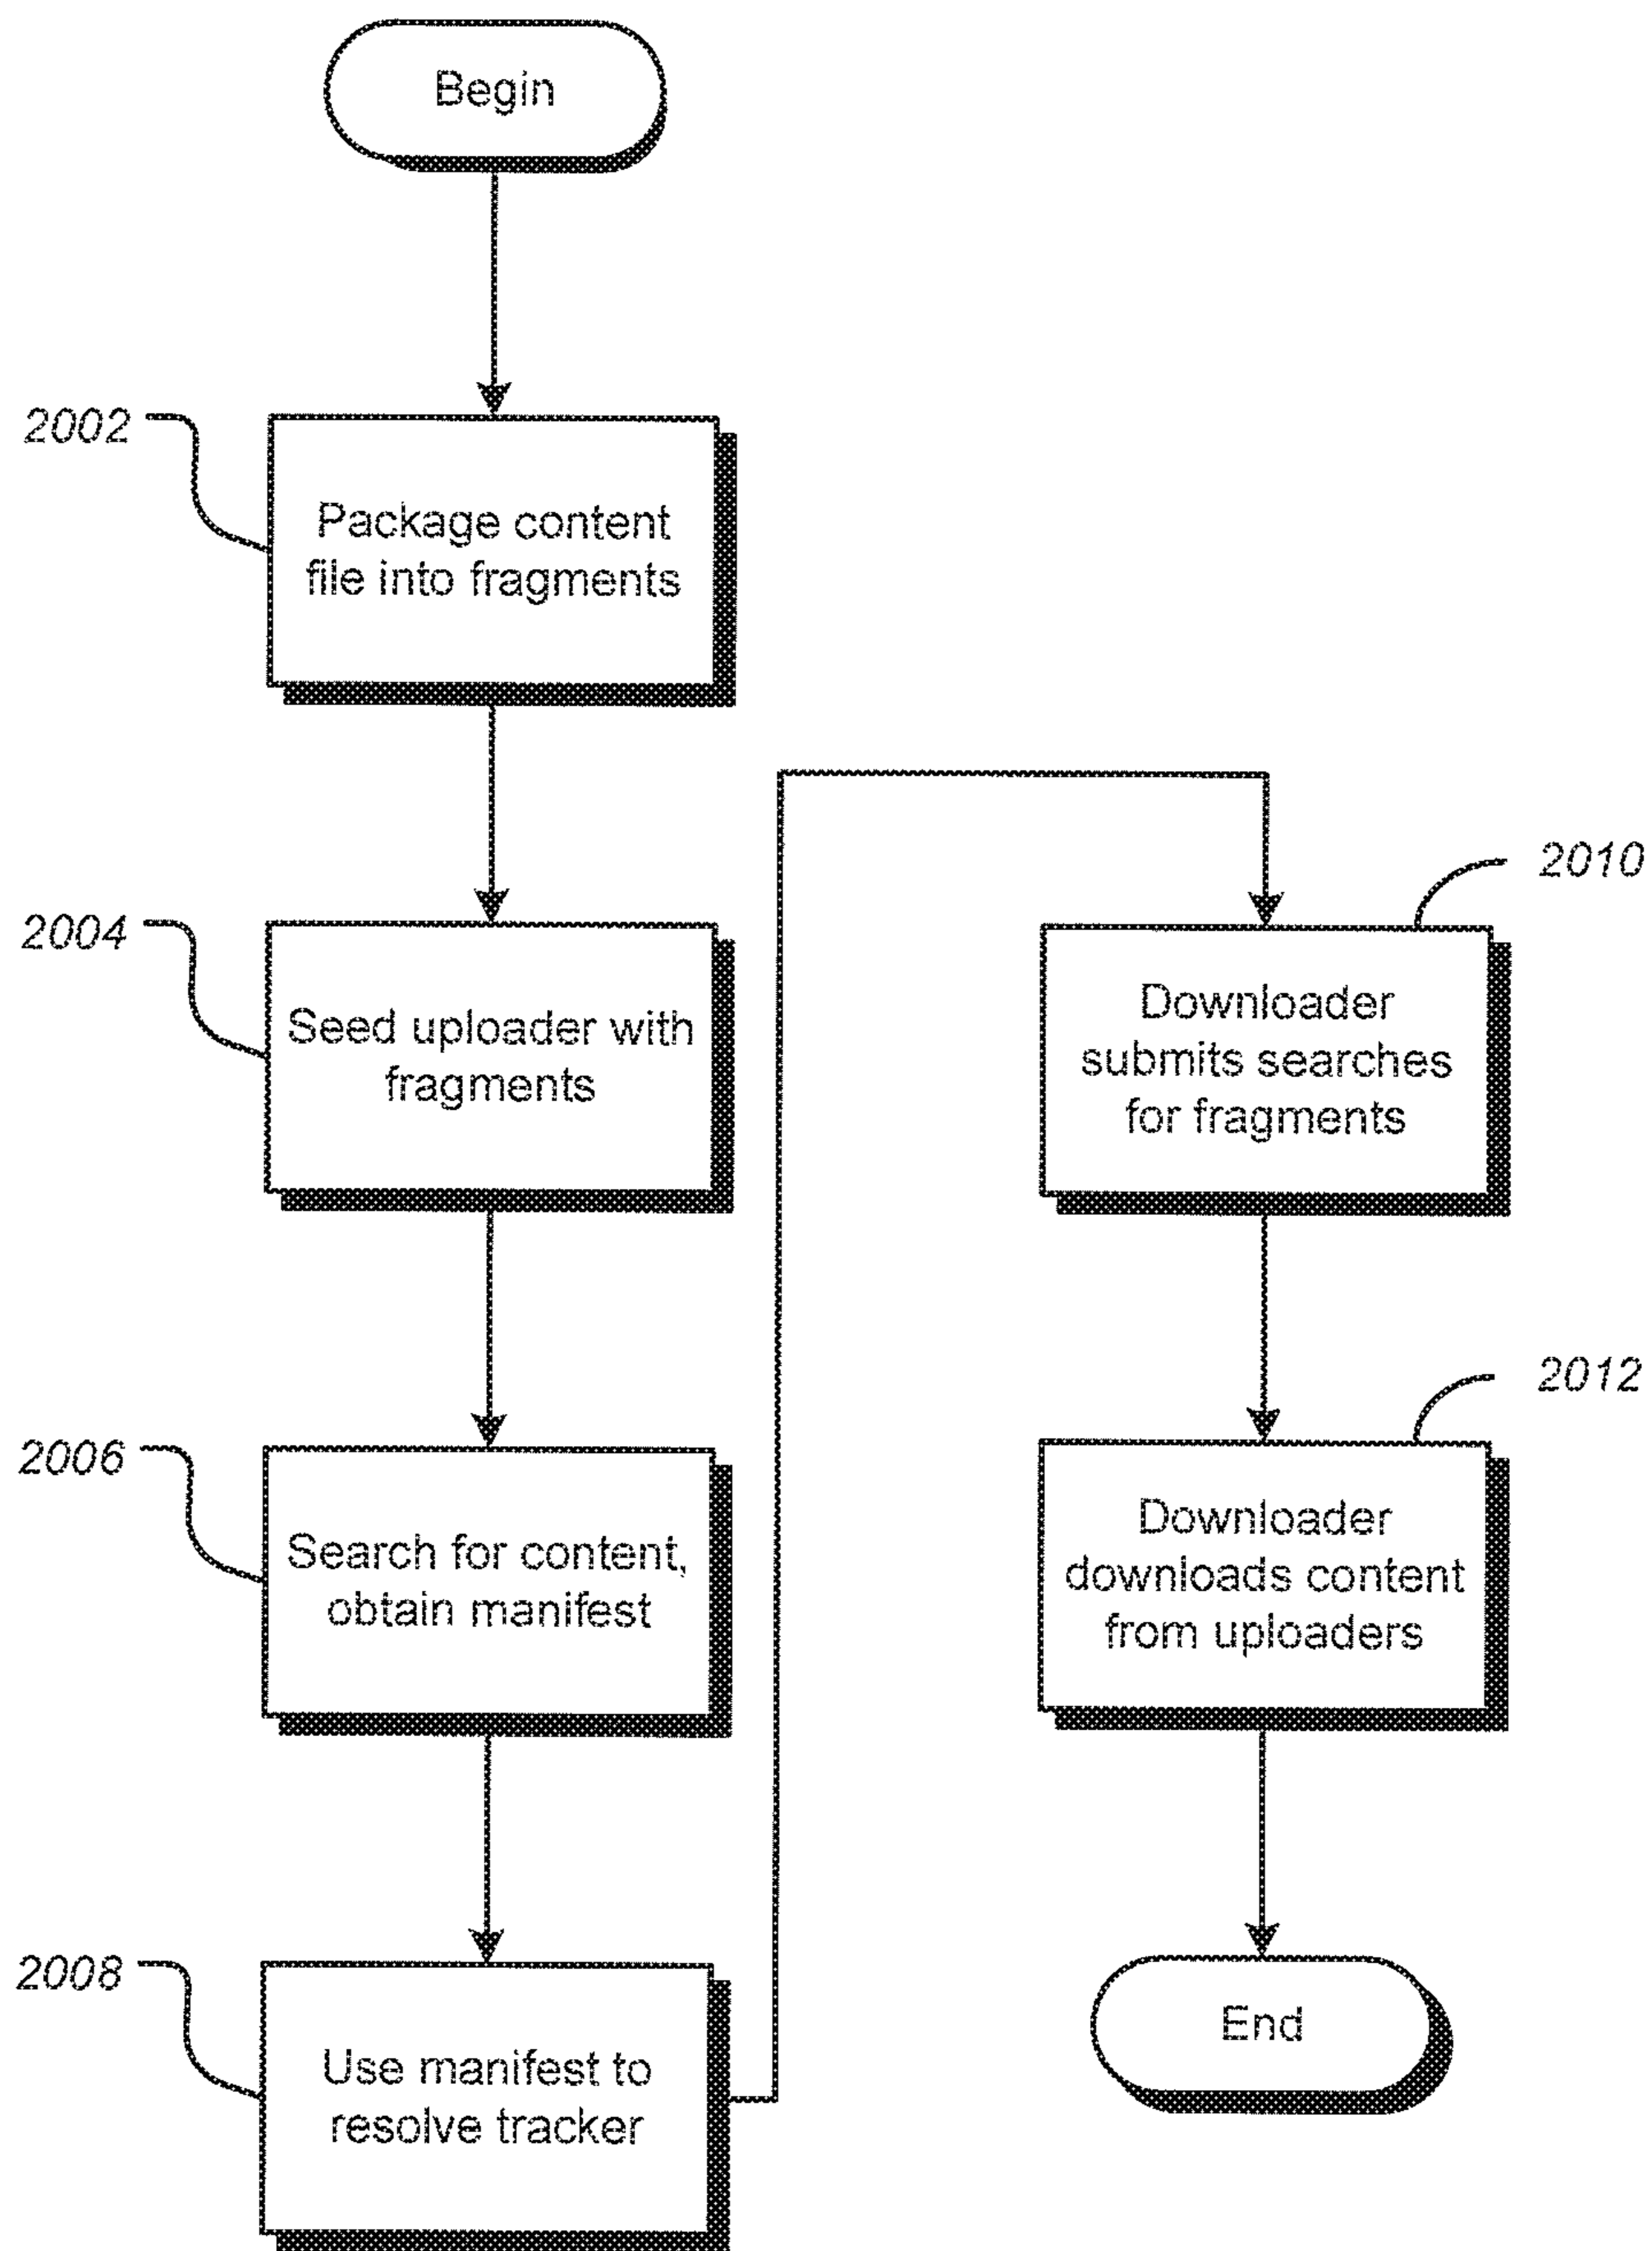 Begin
2002
Package content
file into fragments
2004
Seed uploader with
fragments
2006
Search for content,
obtain manifest
2008
Use manifest to
resolve tracker
2010
Downloader
submits searches
for fragments
2012
Downloader
downloads content
from uploaders
End